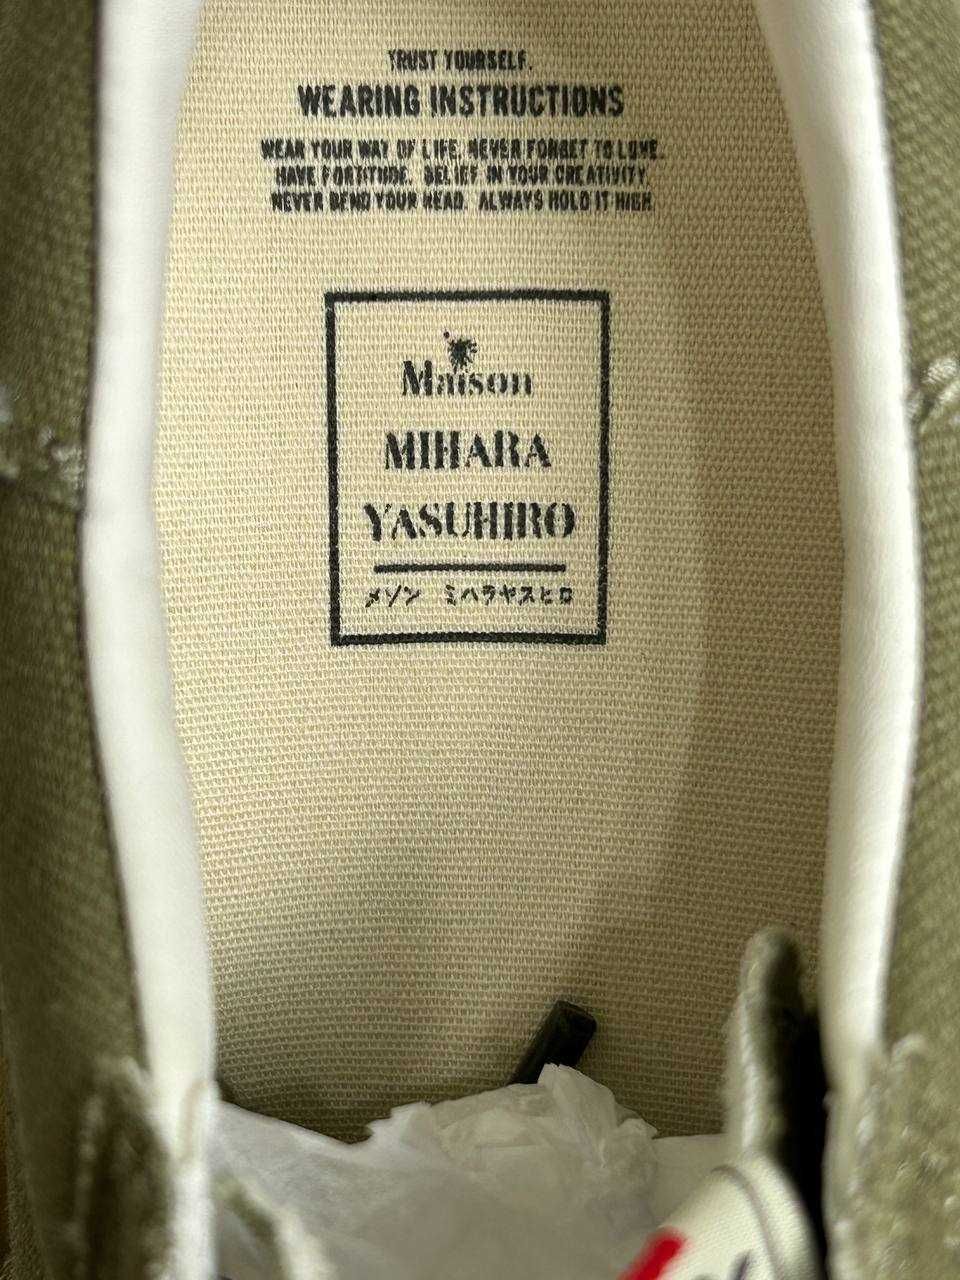 TRUST YOURSELF.
WEARING INSTRUCTIONS
WEAR YOUR WAY OF LIFE. NEVER FORGET TO LOVE.
HAVE FORTITUDE. BELIEF IN YOUR CREATIVITY.
NEVER BEND YOUR HEAD. ALWAYS HOLD IT HIGH.
Maison
MIHARA
YASUHIRO
メゾン ミハラヤスヒロ